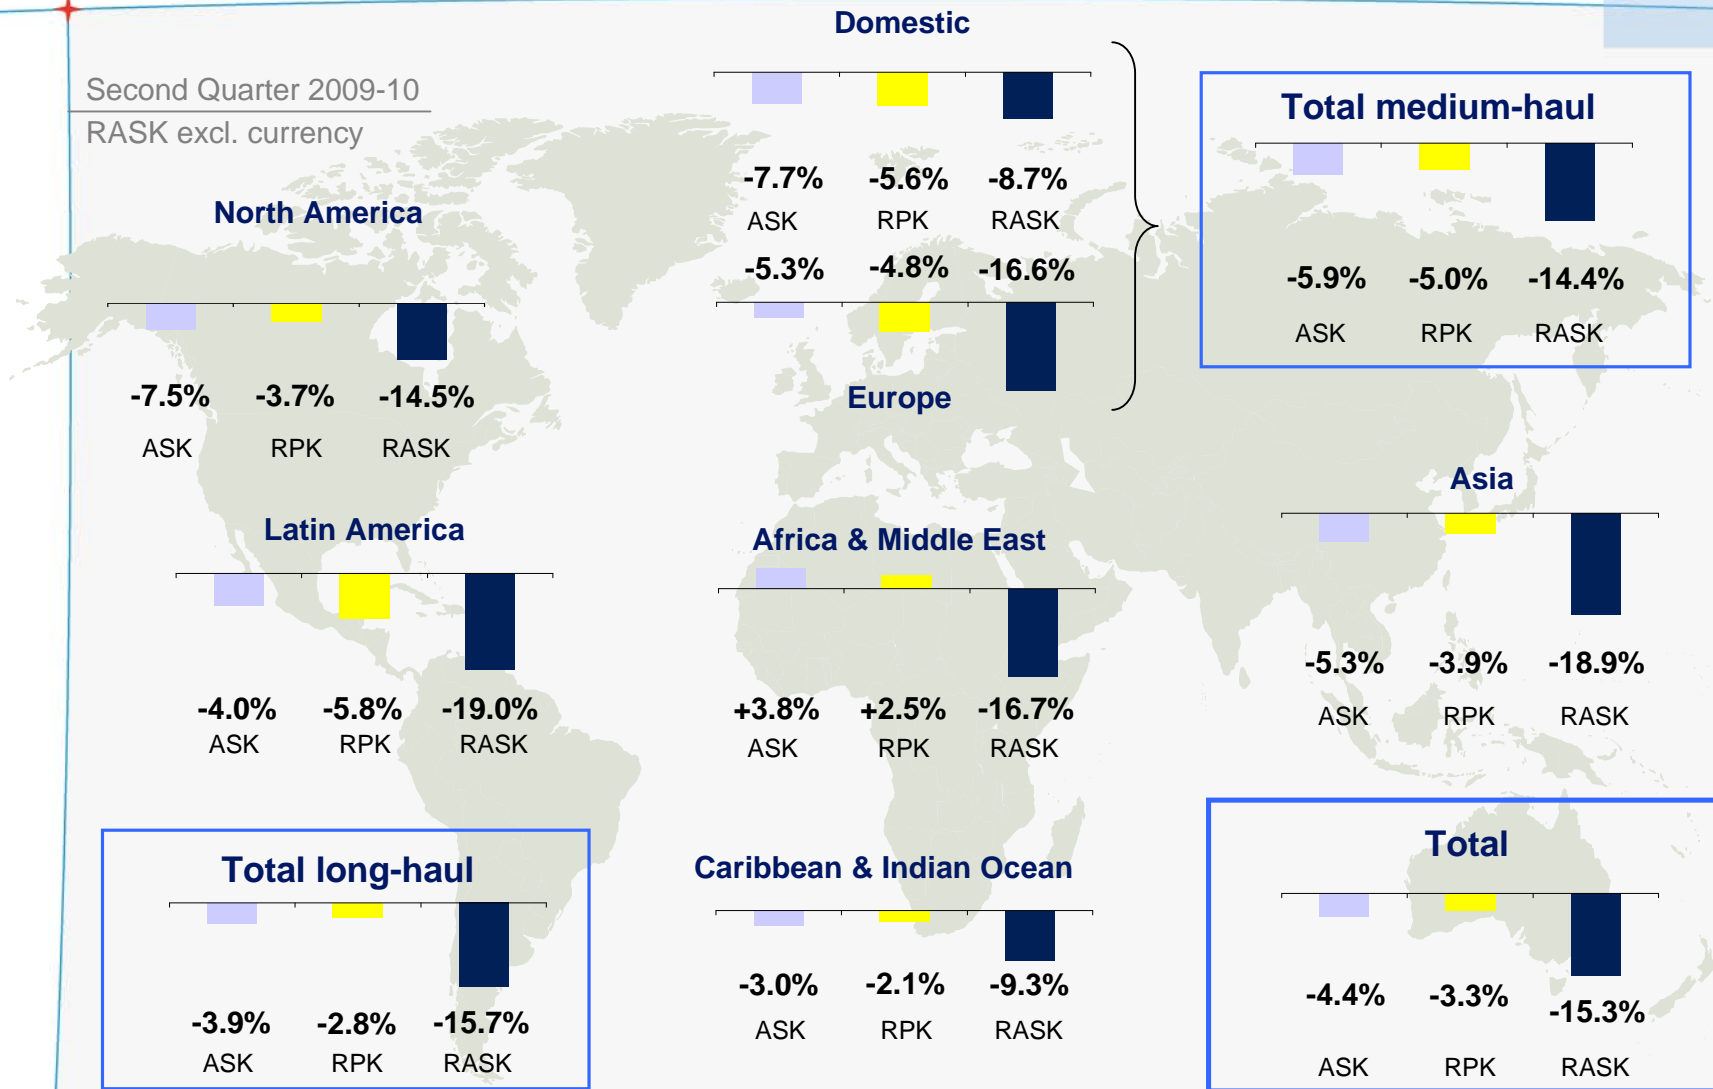 Second Quarter 2009-10
RASK excl. currency
Domestic
-7.7% -5.6% -8.7%
ASK RPK RASK
-5.3% -4.8% -16.6%
Europe
Total medium-haul
-5.9% -5.0% -14.4%
ASK RPK RASK
North America
-7.5% -3.7% -14.5%
ASK RPK RASK
Latin America
-4.0% -5.8% -19.0%
ASK RPK RASK
Africa & Middle East
+3.8% +2.5% -16.7%
ASK RPK RASK
Asia
-5.3% -3.9% -18.9%
ASK RPK RASK
Total long-haul
-3.9% -2.8% -15.7%
ASK RPK RASK
Caribbean & Indian Ocean
-3.0% -2.1% -9.3%
ASK RPK RASK
Total
-4.4% -3.3% -15.3%
ASK RPK RASK